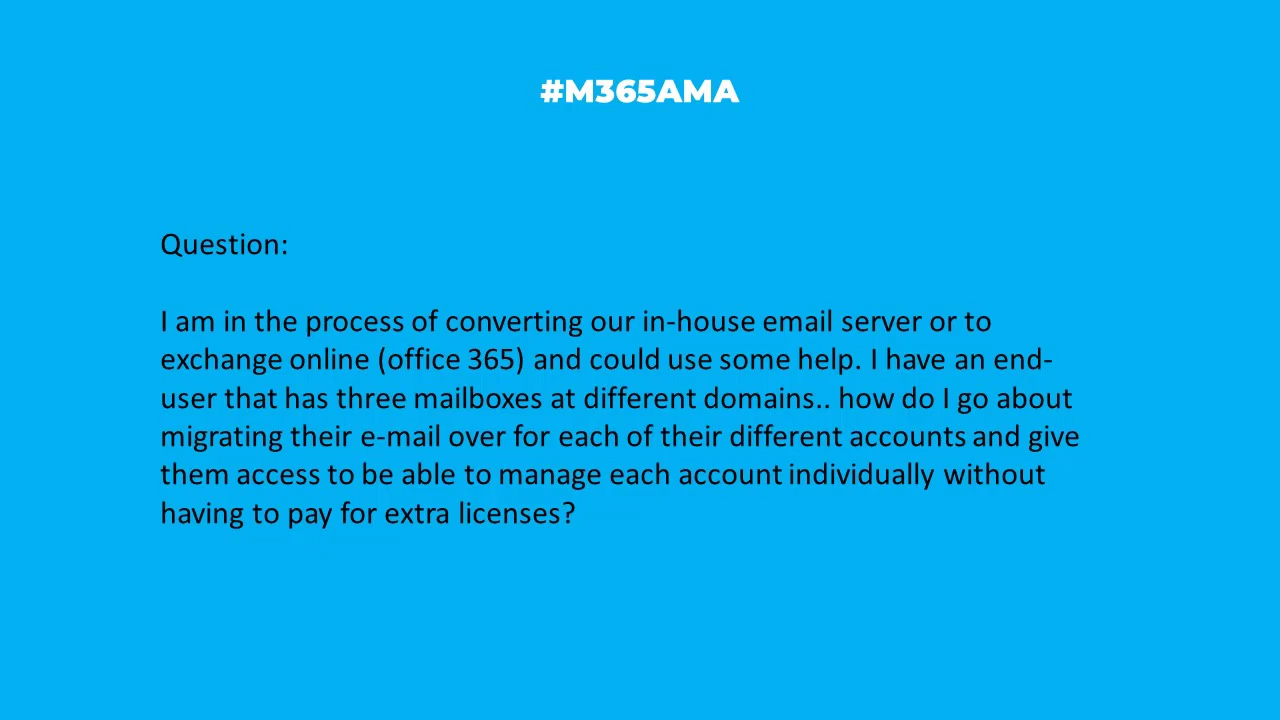 #M365AMA
Question:
I am in the process of converting our in-house email server or to
exchange online (office 365) and could use some help. I have an end-
user that has three mailboxes at different domains.. how do I go about
migrating their e-mail over for each of their different accounts and give
them access to be able to manage each account individually without
having to pay for extra licenses?